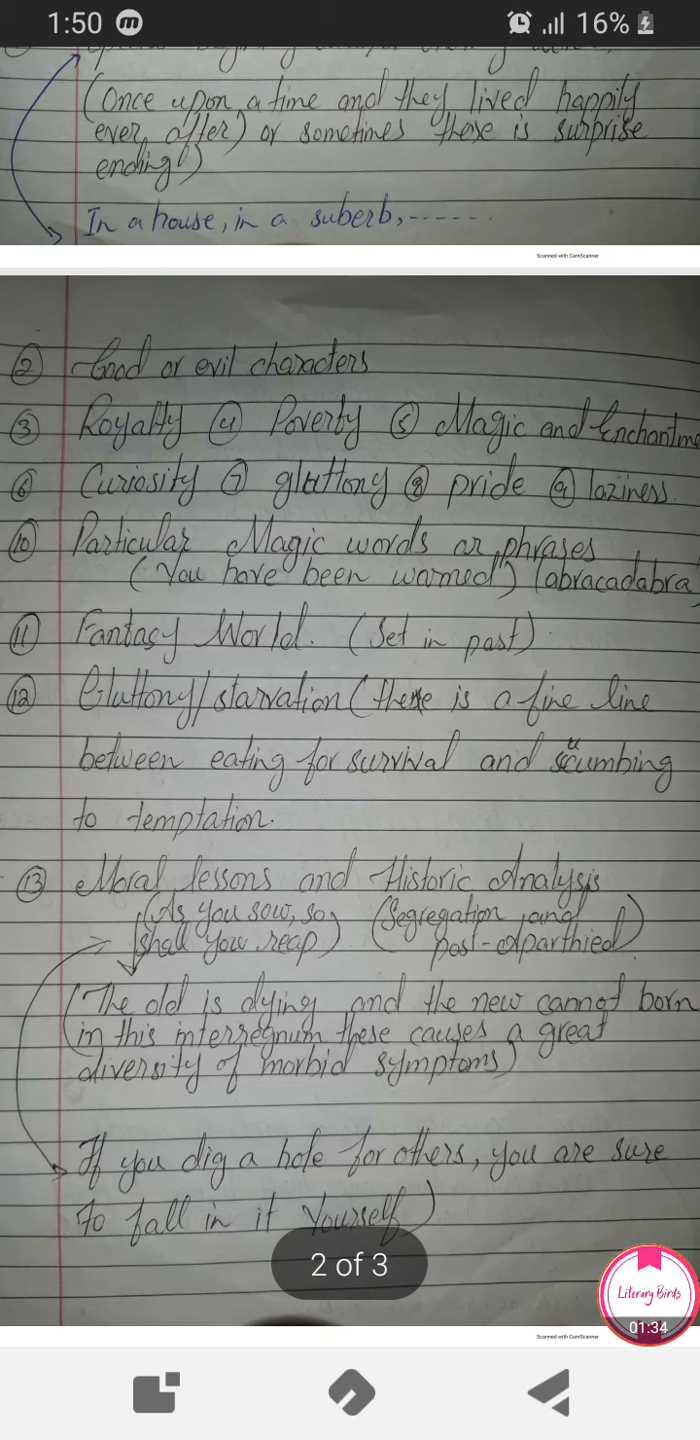 1:50 16%
(Once upon a time and they lived happily
ever after) or sometimes there is surprise
ending)
In a house, in a suberb,------
Scanned with CamScanner
② Good or evil characters
③ Royalty ④ Poverty ⑤ Magic and Enchantme
⑥ Curiosity ⑦ gluttony ⑧ pride ⑨ laziness.
⑩ Particular Magic words or phrases
(You have been warned) (abracadabra)
⑪ Fantasy World. (Set in past).
⑫ Gluttony/starvation (there is a fine line
between eating for survival and scumbing
to temptation.
⑬ Moral lessons and Historic Analysis
(As you sow, so (Segregation and
shall you reap) post-Aparthied)
(The old is dying and the new cannot born
in this interregnum these causes a great
diversity of morbid symptoms)
If you dig a hole for others, you are sure
to fall in it Yourself)
2 of 3
Literary Birds
01:34
Scanned with CamScanner